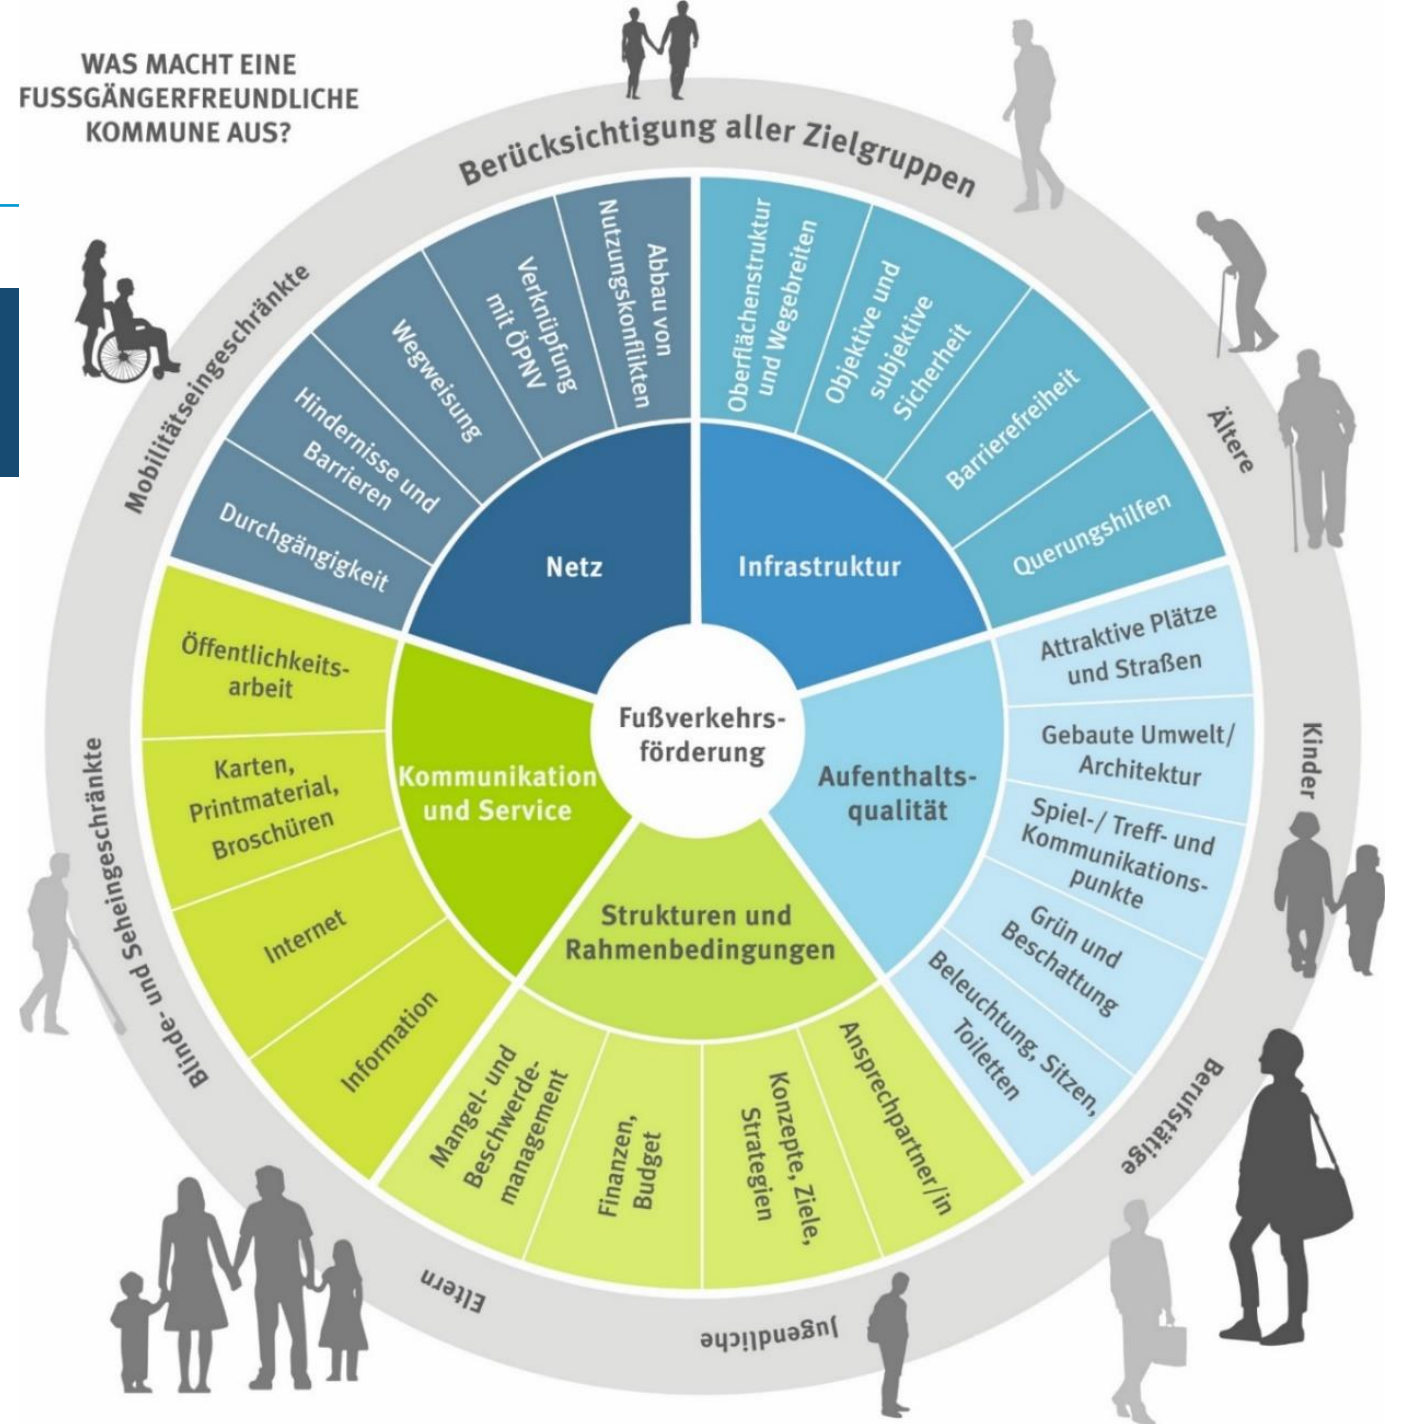 WAS MACHT EINE
FUSSGÄNGERFREUNDLICHE
KOMMUNE AUS?
Berücksichtigung aller Zielgruppen
Ältere
Kinder
Berufstätige
Jugendliche
Eltern
Blinde- und Seheingeschränkte
Mobilitätseingeschränkte
Fußverkehrs-
förderung
Infrastruktur
Oberflächenstruktur
und Wegebreiten
Objektive und
subjektive
Sicherheit
Barrierefreiheit
Querungshilfen
Aufenthalts-
qualität
Attraktive Plätze
und Straßen
Gebaute Umwelt/
Architektur
Spiel-/ Treff- und
Kommunikations-
punkte
Grün und
Beschattung
Beleuchtung, Sitzen,
Toiletten
Strukturen und
Rahmenbedingungen
Ansprechpartner/in
Konzepte, Ziele,
Strategien
Finanzen,
Budget
Mangel- und
Beschwerde-
management
Kommunikation
und Service
Information
Internet
Karten,
Printmaterial,
Broschüren
Öffentlichkeits-
arbeit
Netz
Durchgängigkeit
Hindernisse und
Barrieren
Wegweisung
Verknüpfung
mit ÖPNV
Abbau von
Nutzungskonflikten